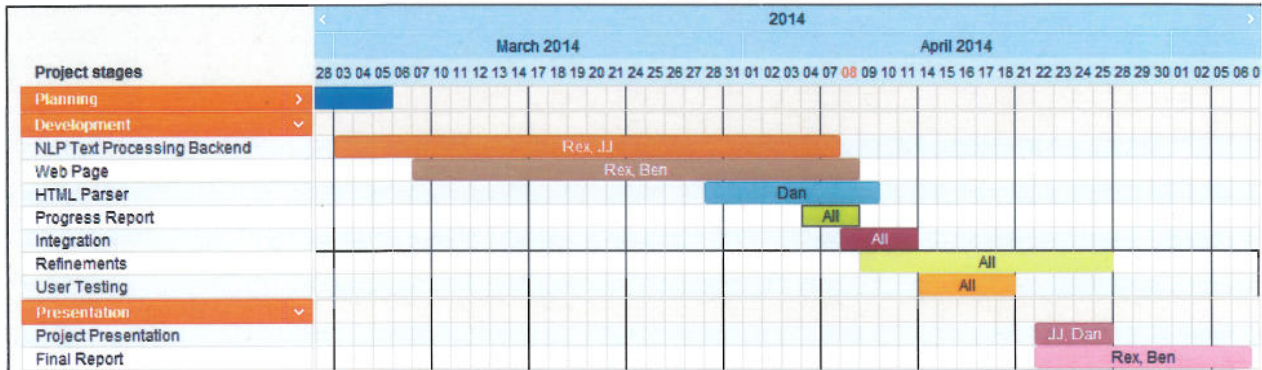 2014
March 2014 April 2014
Project stages 28 03 04 05 06 07 10 11 12 13 14 17 18 19 20 21 24 25 26 27 28 31 01 02 03 04 07 08 09 10 11 14 15 16 17 18 21 22 23 24 25 28 29 30 01 02 05 06 0
Planning
Development
NLP Text Processing Backend Rex, JJ
Web Page Rex, Ben
HTML Parser Dan
Progress Report All
Integration All
Refinements All
User Testing All
Presentation
Project Presentation JJ, Dan
Final Report Rex, Ben